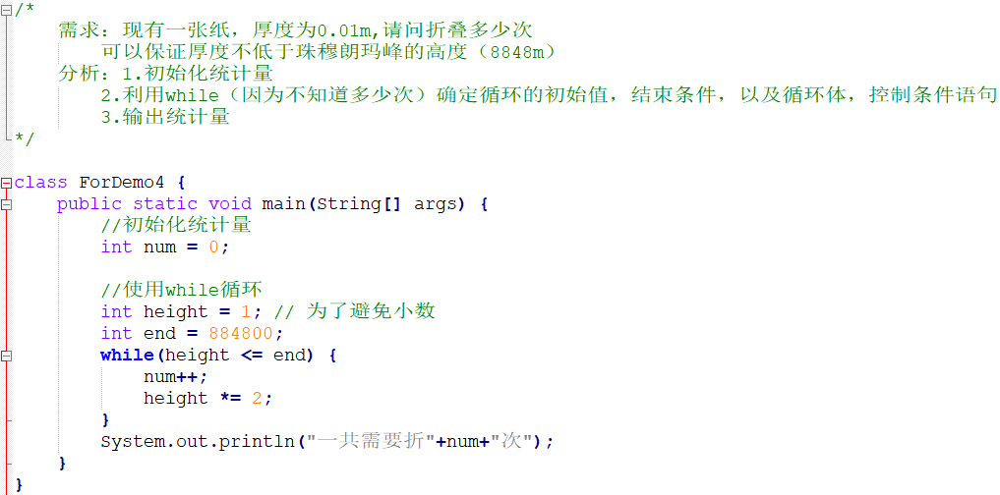 /*
    需求：现有一张纸，厚度为0.01m,请问折叠多少次
        可以保证厚度不低于珠穆朗玛峰的高度（8848m）
    分析：1.初始化统计量
        2.利用while（因为不知道多少次）确定循环的初始值，结束条件，以及循环体，控制条件语句
        3.输出统计量
*/
class ForDemo4 {
    public static void main(String[] args) {
        //初始化统计量
        int num = 0;
        //使用while循环
        int height = 1; // 为了避免小数
        int end = 884800;
        while(height <= end) {
            num++;
            height *= 2;
        }
        System.out.println("一共需要折"+num+"次");
    }
}